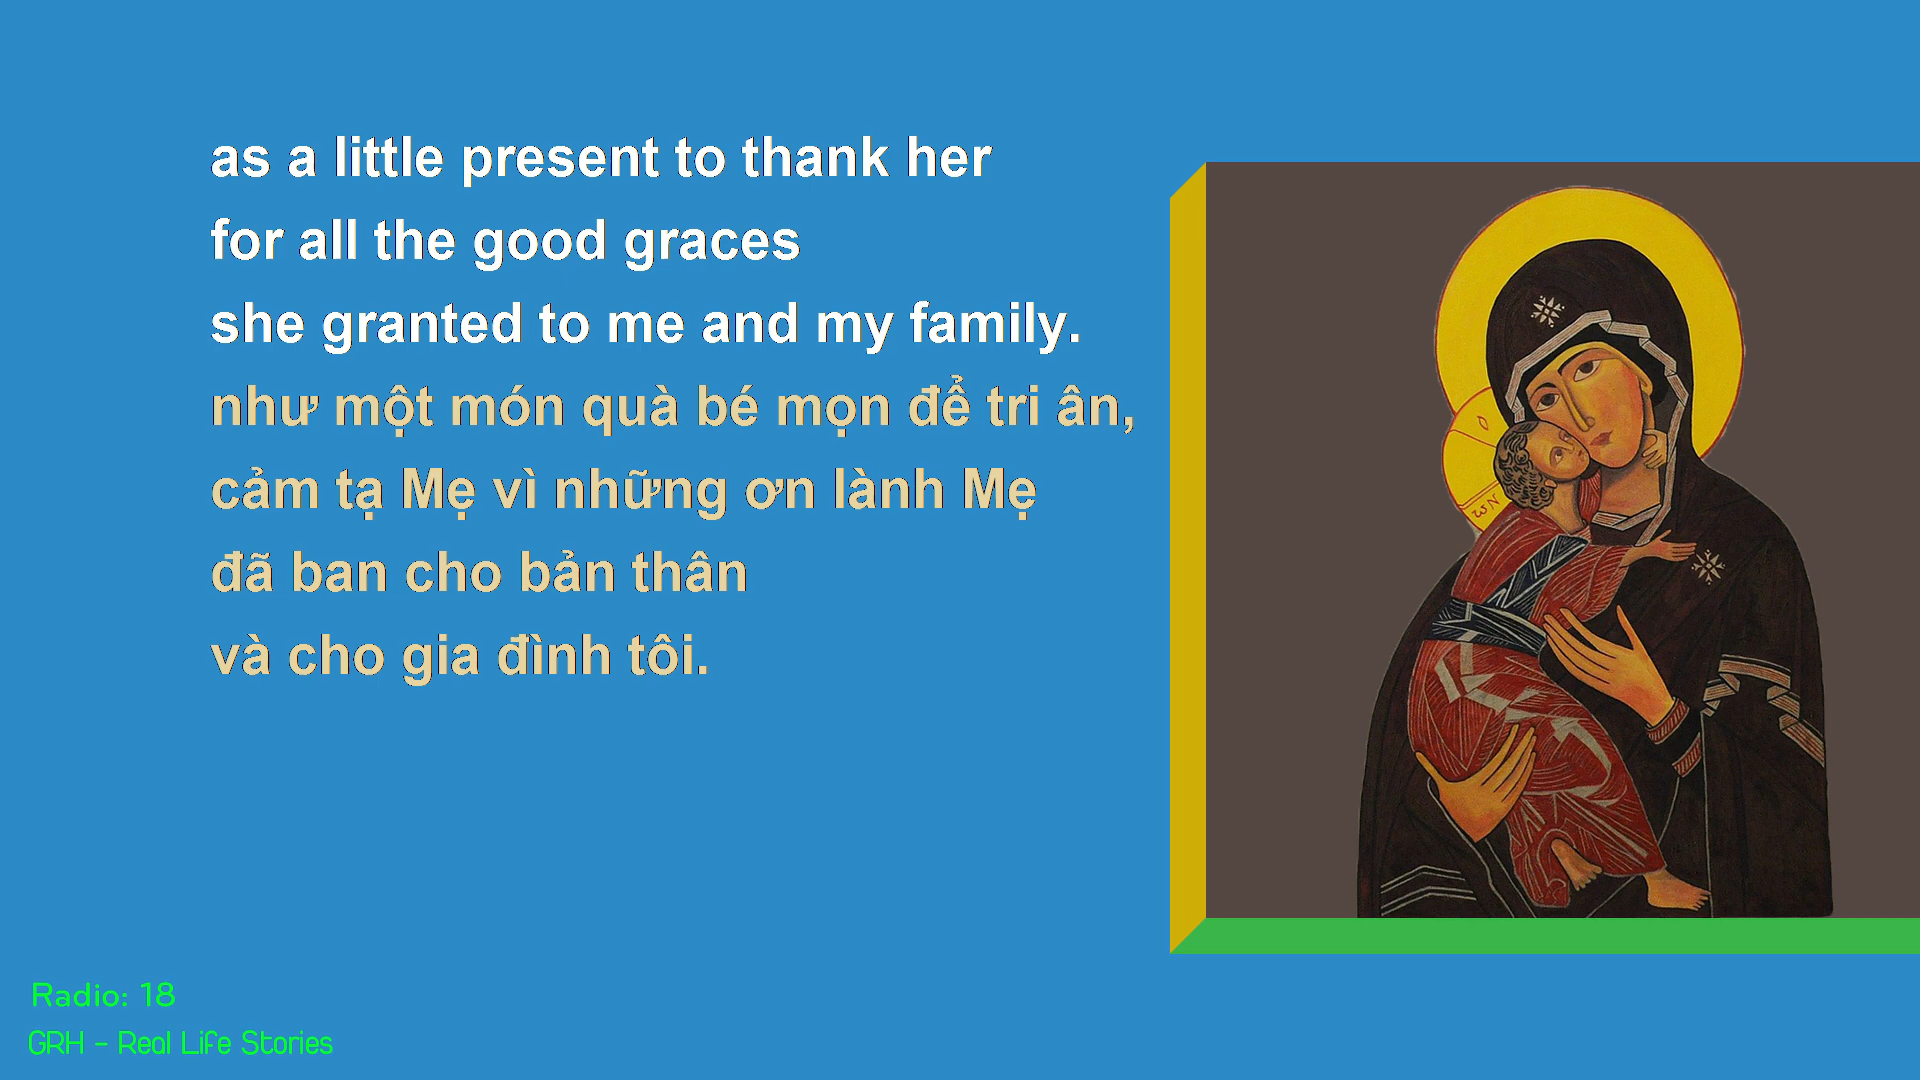 as a little present to thank her
for all the good graces
she granted to me and my family.
như một món quà bé mọn để tri ân,
cảm tạ Mẹ vì những ơn lành Mẹ
đã ban cho bản thân
và cho gia đình tôi.
Radio: 18
GRH - Real Life Stories